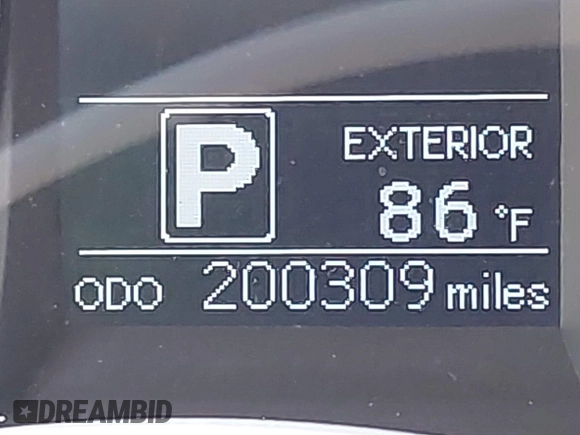 P
EXTERIOR
86 °F
ODO 200309 miles
DREAMBID